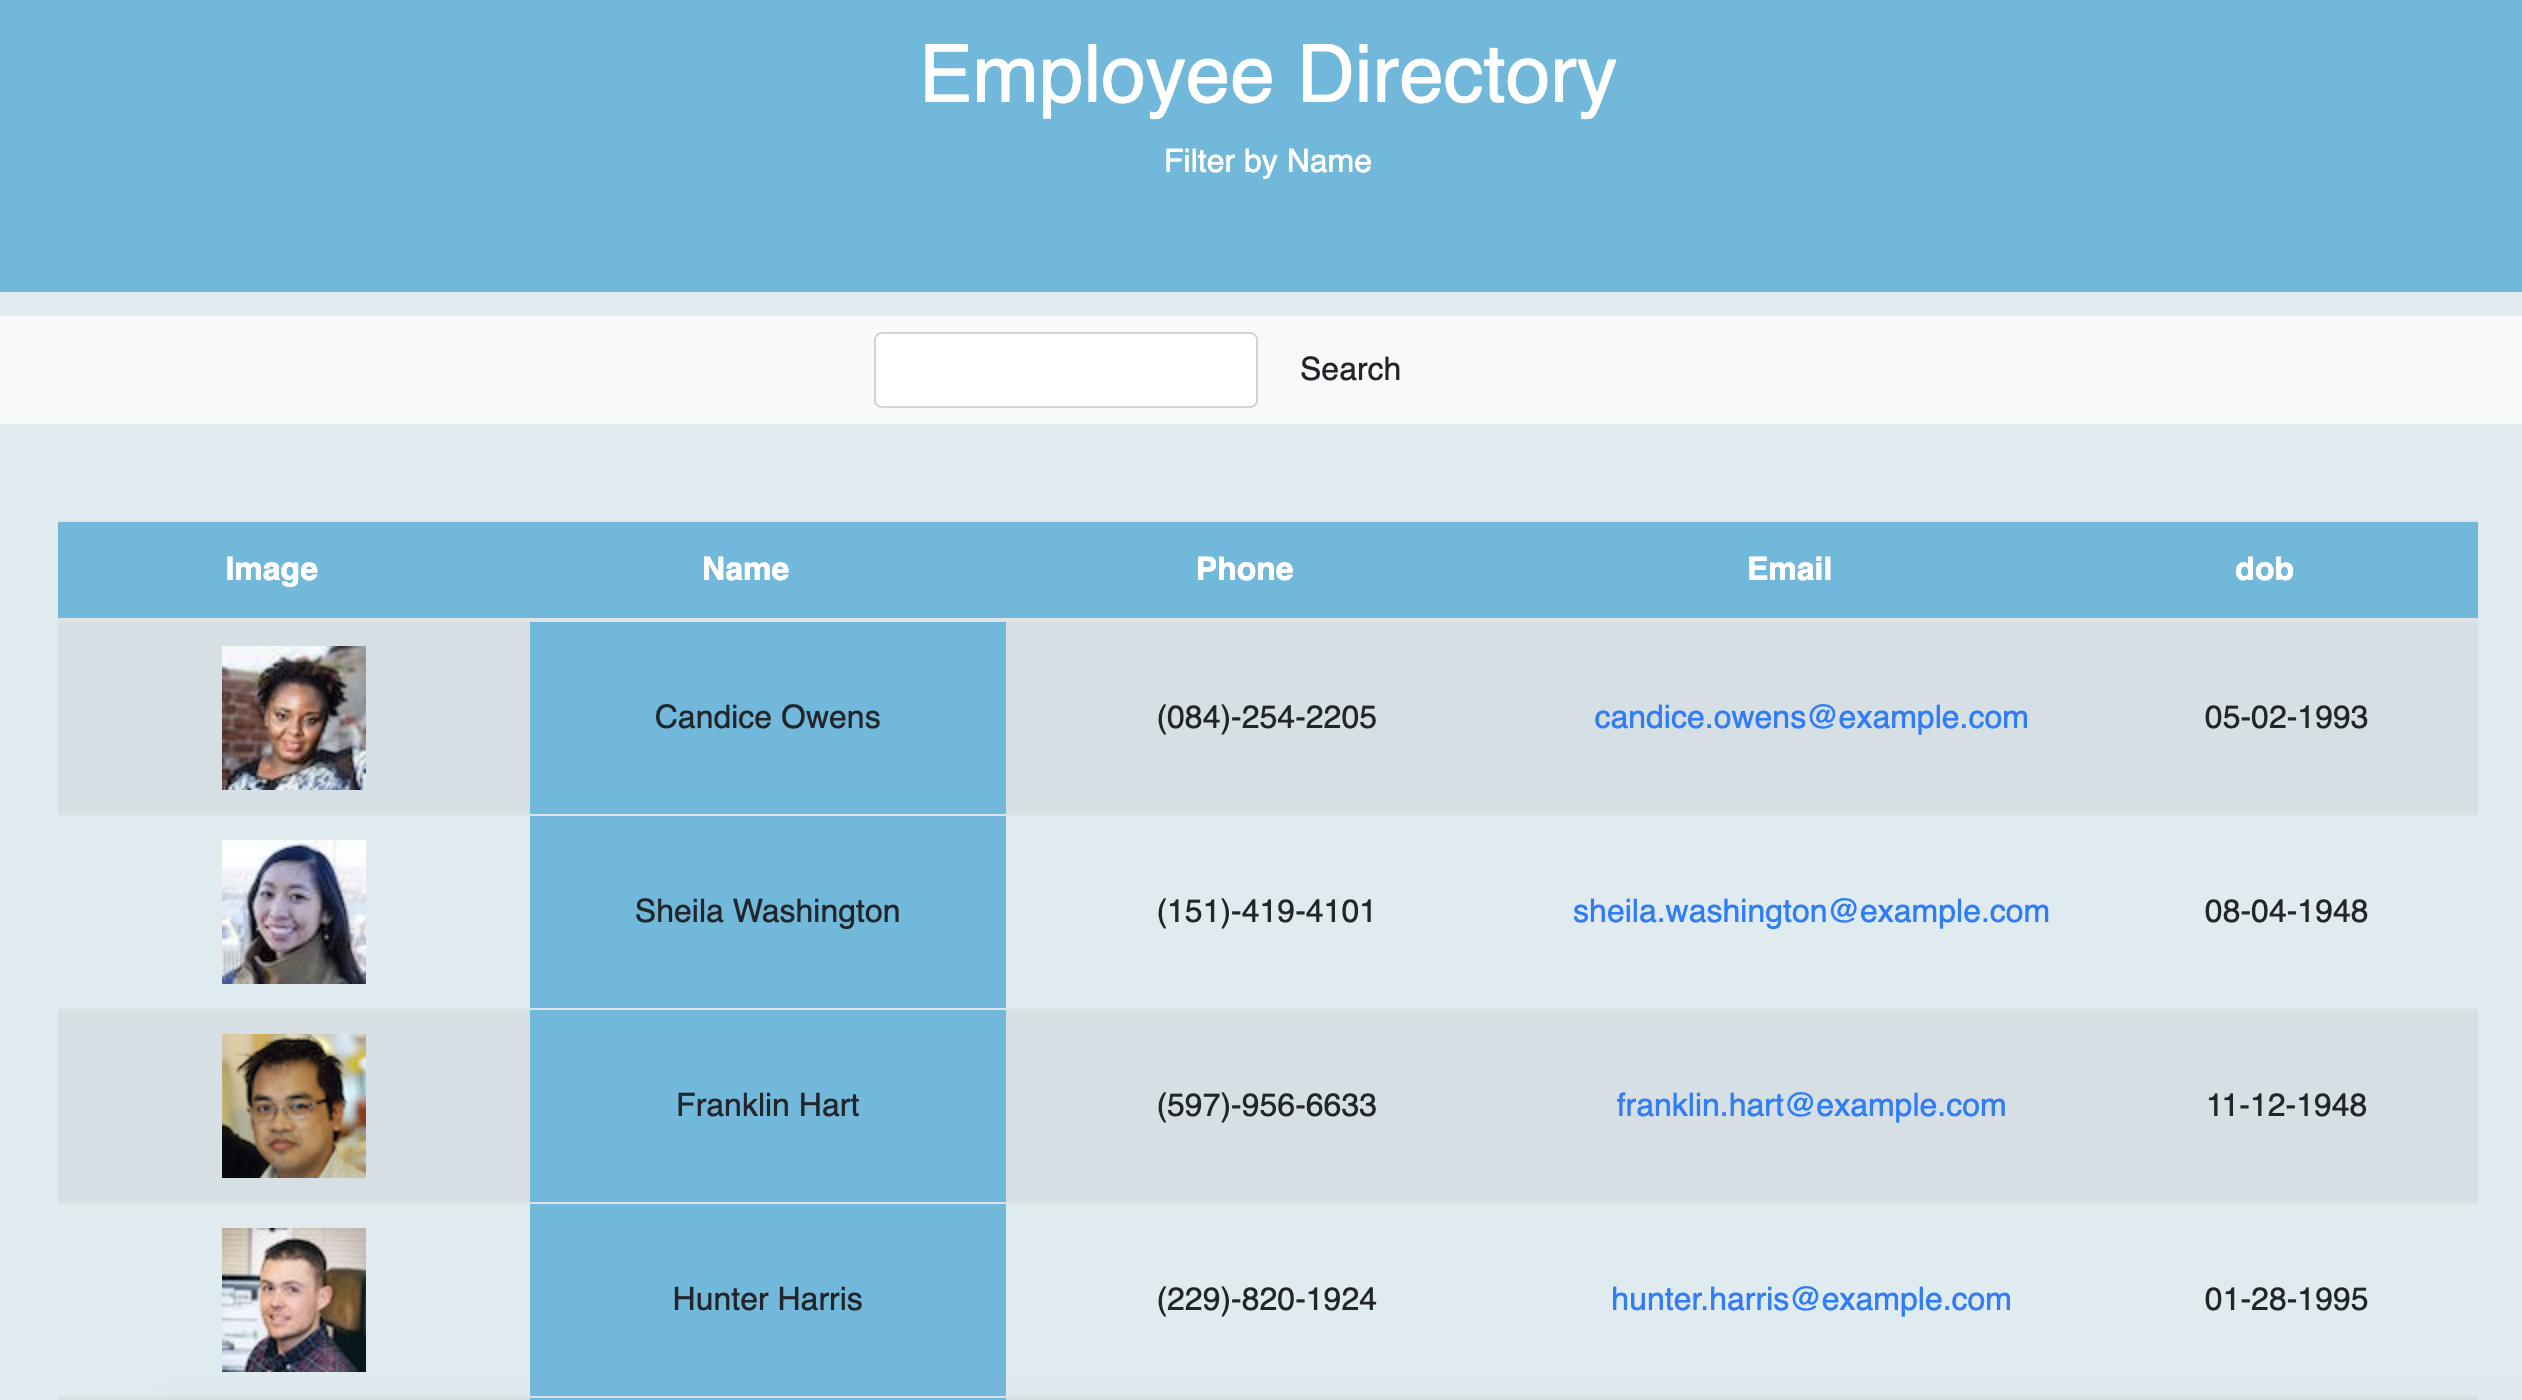 Employee Directory
Filter by Name
Search
Image Name Phone Email dob
Candice Owens (084)-254-2205 candice.owens@example.com 05-02-1993
Sheila Washington (151)-419-4101 sheila.washington@example.com 08-04-1948
Franklin Hart (597)-956-6633 franklin.hart@example.com 11-12-1948
Hunter Harris (229)-820-1924 hunter.harris@example.com 01-28-1995